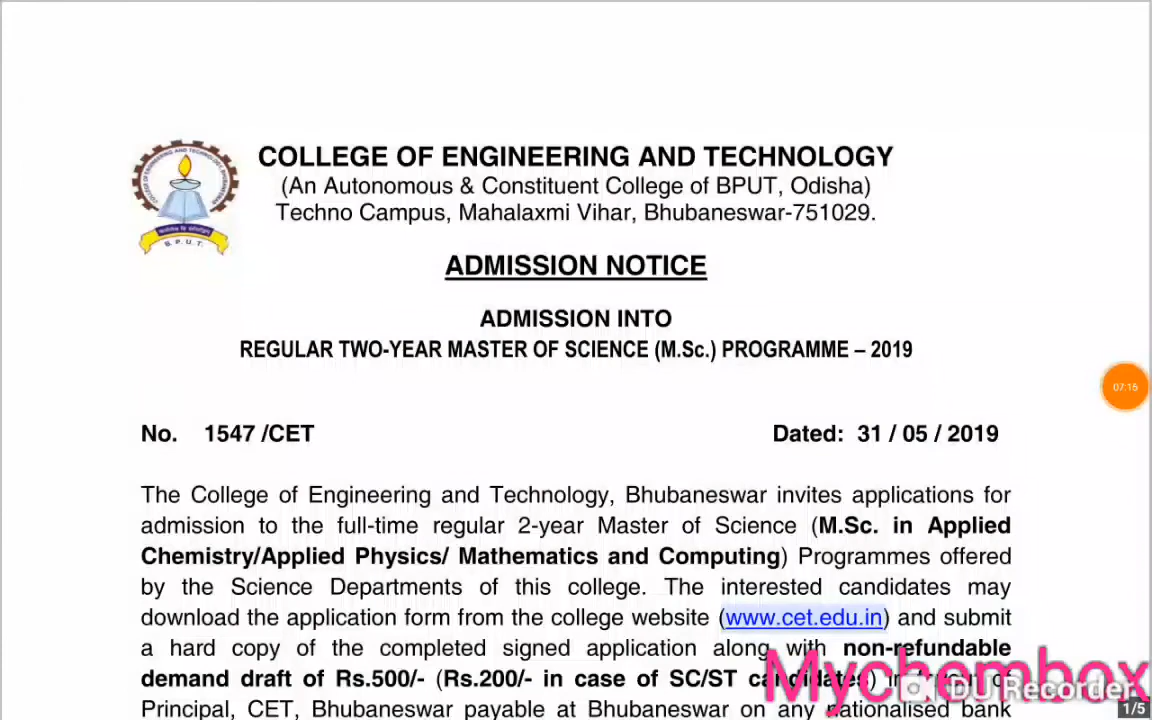 COLLEGE OF ENGINEERING AND TECHNOLOGY
(An Autonomous & Constituent College of BPUT, Odisha)
Techno Campus, Mahalaxmi Vihar, Bhubaneswar-751029.
B. P. U. T.
ADMISSION NOTICE
ADMISSION INTO
REGULAR TWO-YEAR MASTER OF SCIENCE (M.Sc.) PROGRAMME – 2019
07:15
No. 1547 /CET Dated: 31 / 05 / 2019
The College of Engineering and Technology, Bhubaneswar invites applications for
admission to the full-time regular 2-year Master of Science (M.Sc. in Applied
Chemistry/Applied Physics/ Mathematics and Computing) Programmes offered
by the Science Departments of this college. The interested candidates may
download the application form from the college website (www.cet.edu.in) and submit
a hard copy of the completed signed application along with non-refundable
demand draft of Rs.500/- (Rs.200/- in case of SC/ST candidates) in favour of
Principal, CET, Bhubaneswar payable at Bhubaneswar on any nationalised bank
Mychembox
DU Recorder
1/5